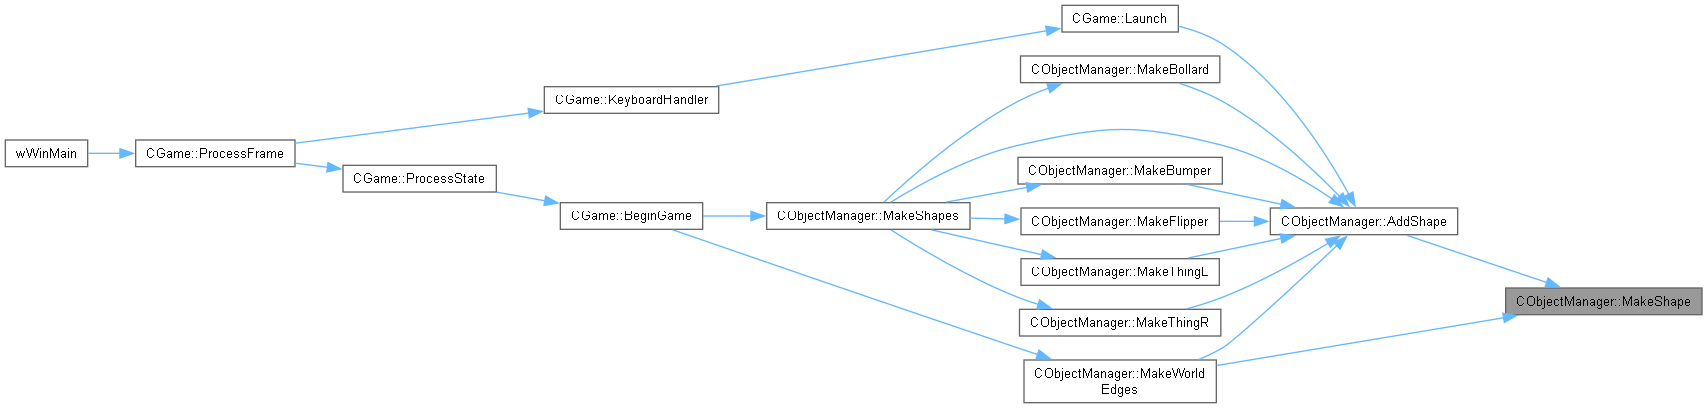 CGame::Launch
CObjectManager::MakeBollard
CGame::KeyboardHandler
wWinMain
CGame::ProcessFrame
CObjectManager::MakeBumper
CGame::ProcessState
CGame::BeginGame
CObjectManager::MakeShapes
CObjectManager::MakeFlipper
CObjectManager::AddShape
CObjectManager::MakeThingL
CObjectManager::MakeShape
CObjectManager::MakeThingR
CObjectManager::MakeWorld
Edges